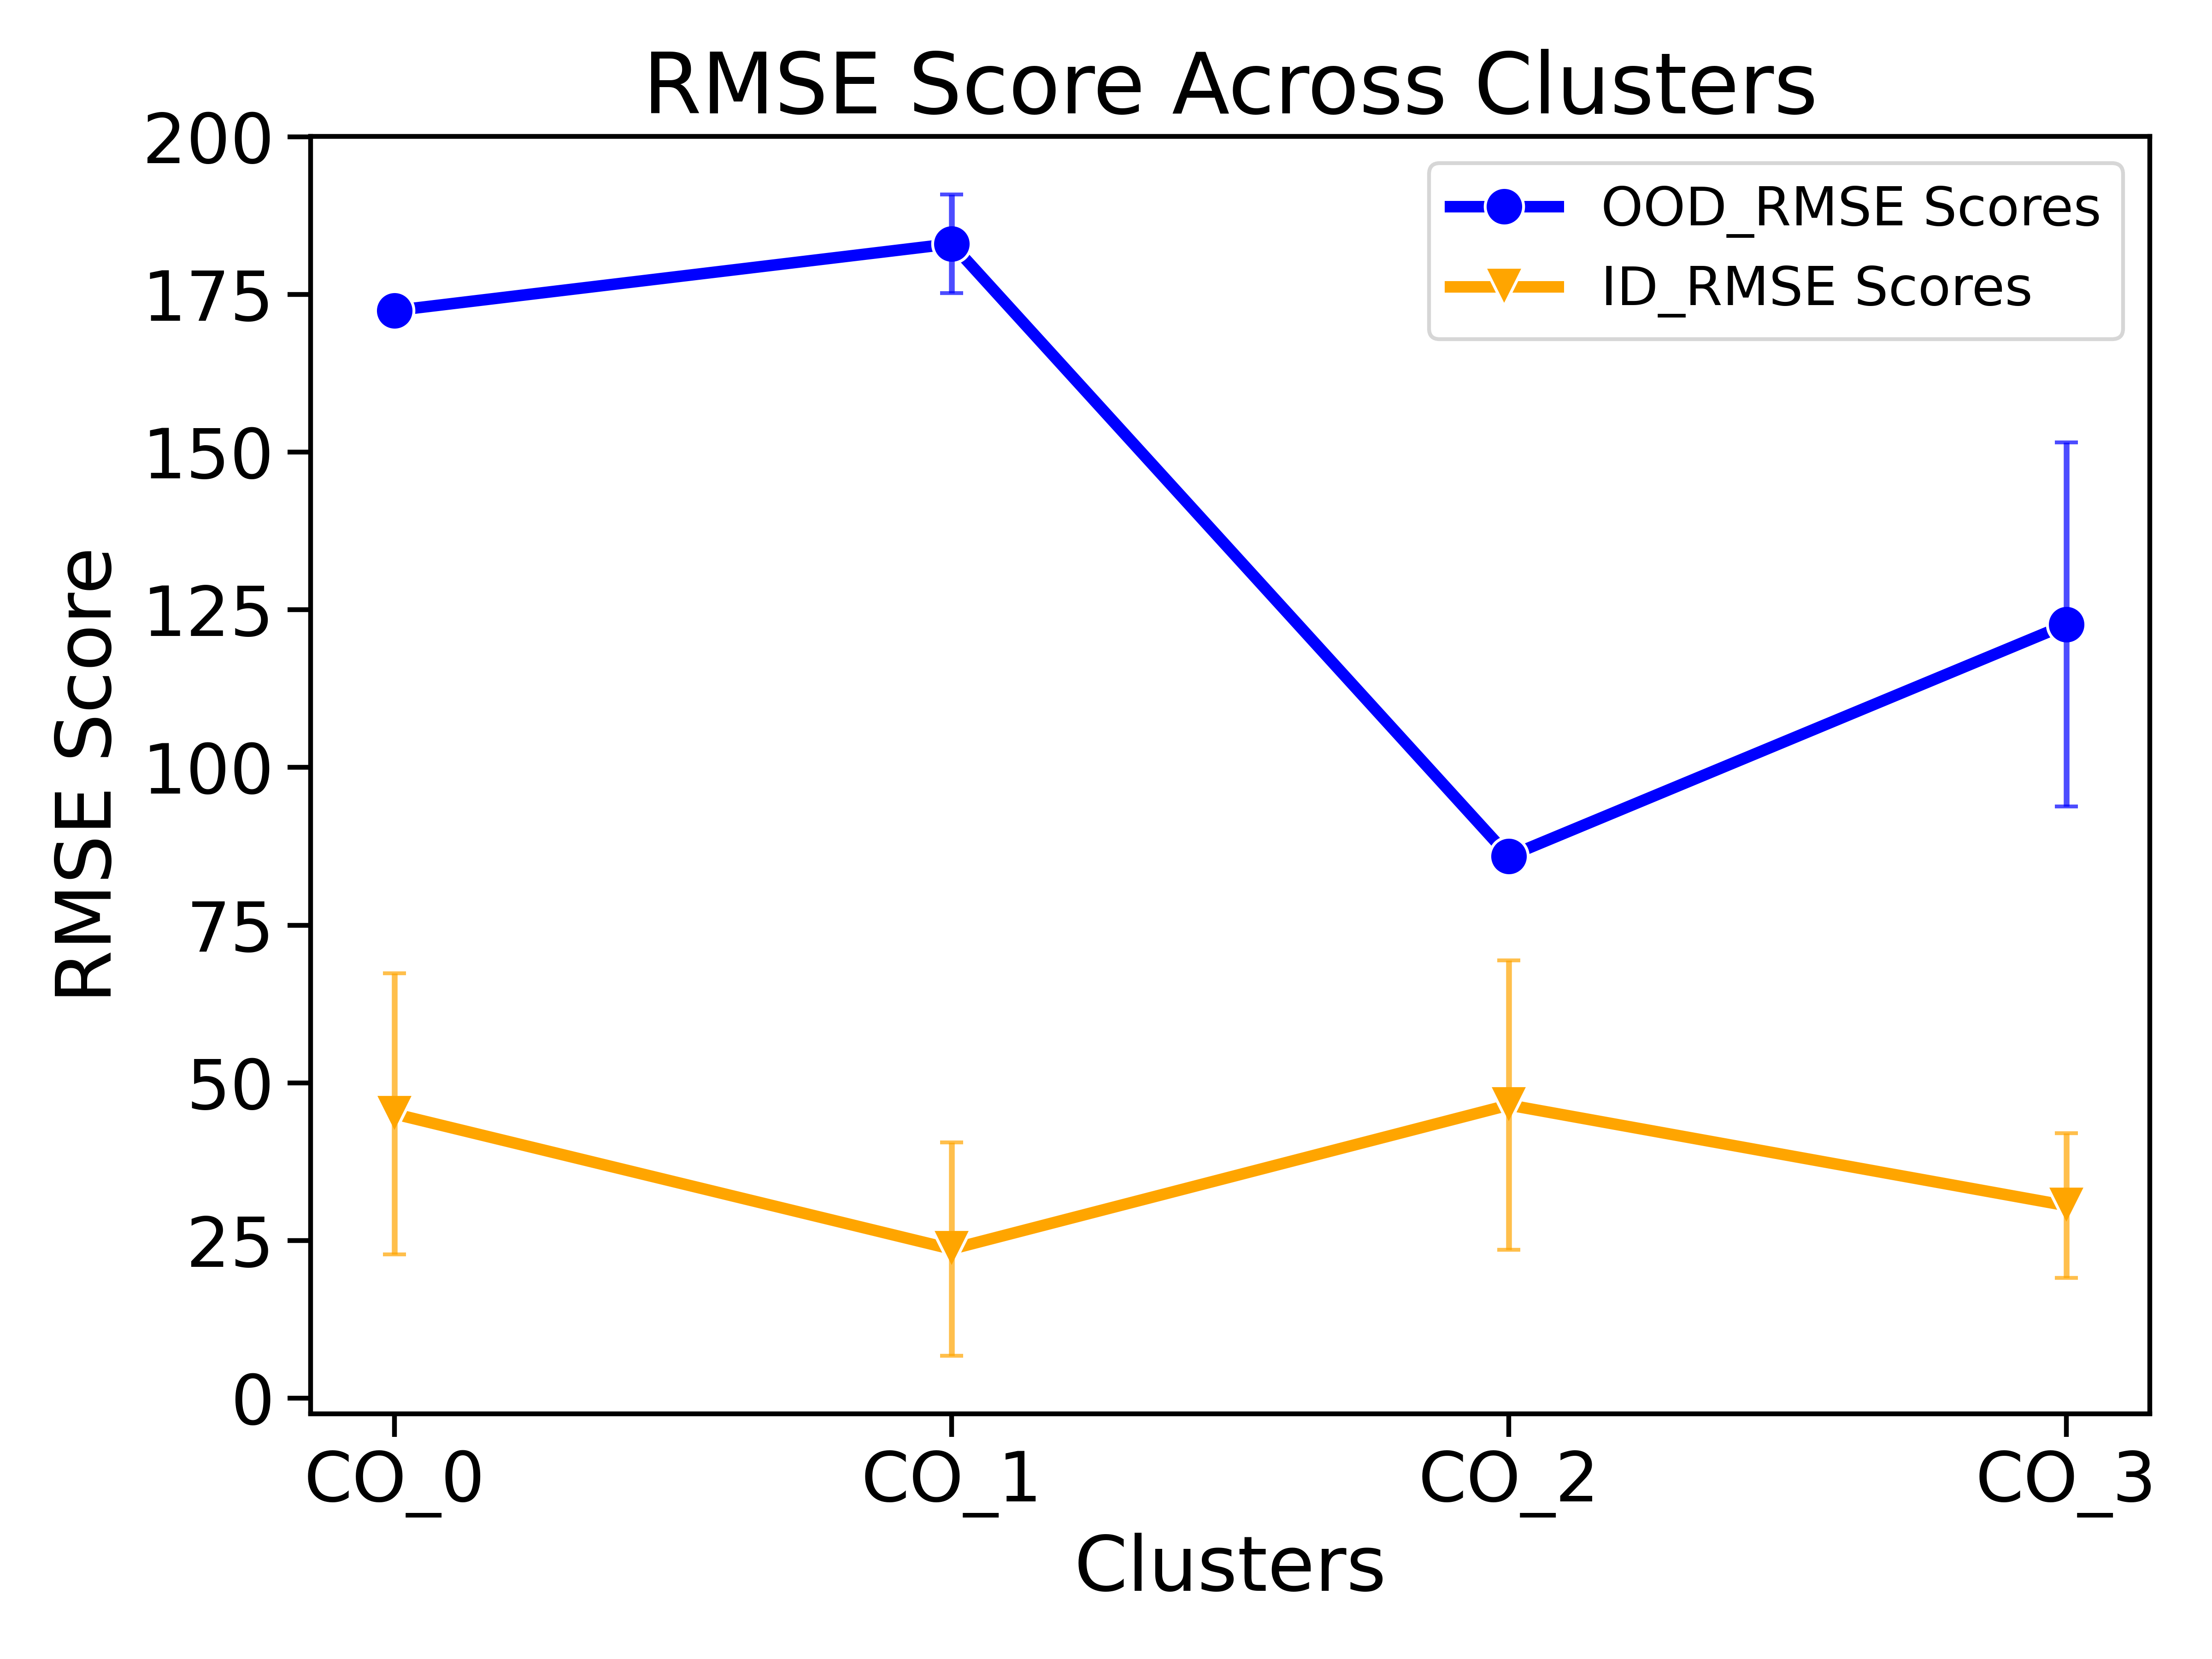 RMSE Score Across Clusters
200
175
150
125
100
75
50
25
0
RMSE Score
OOD_RMSE Scores
ID_RMSE Scores
CO_0 CO_1 CO_2 CO_3
Clusters